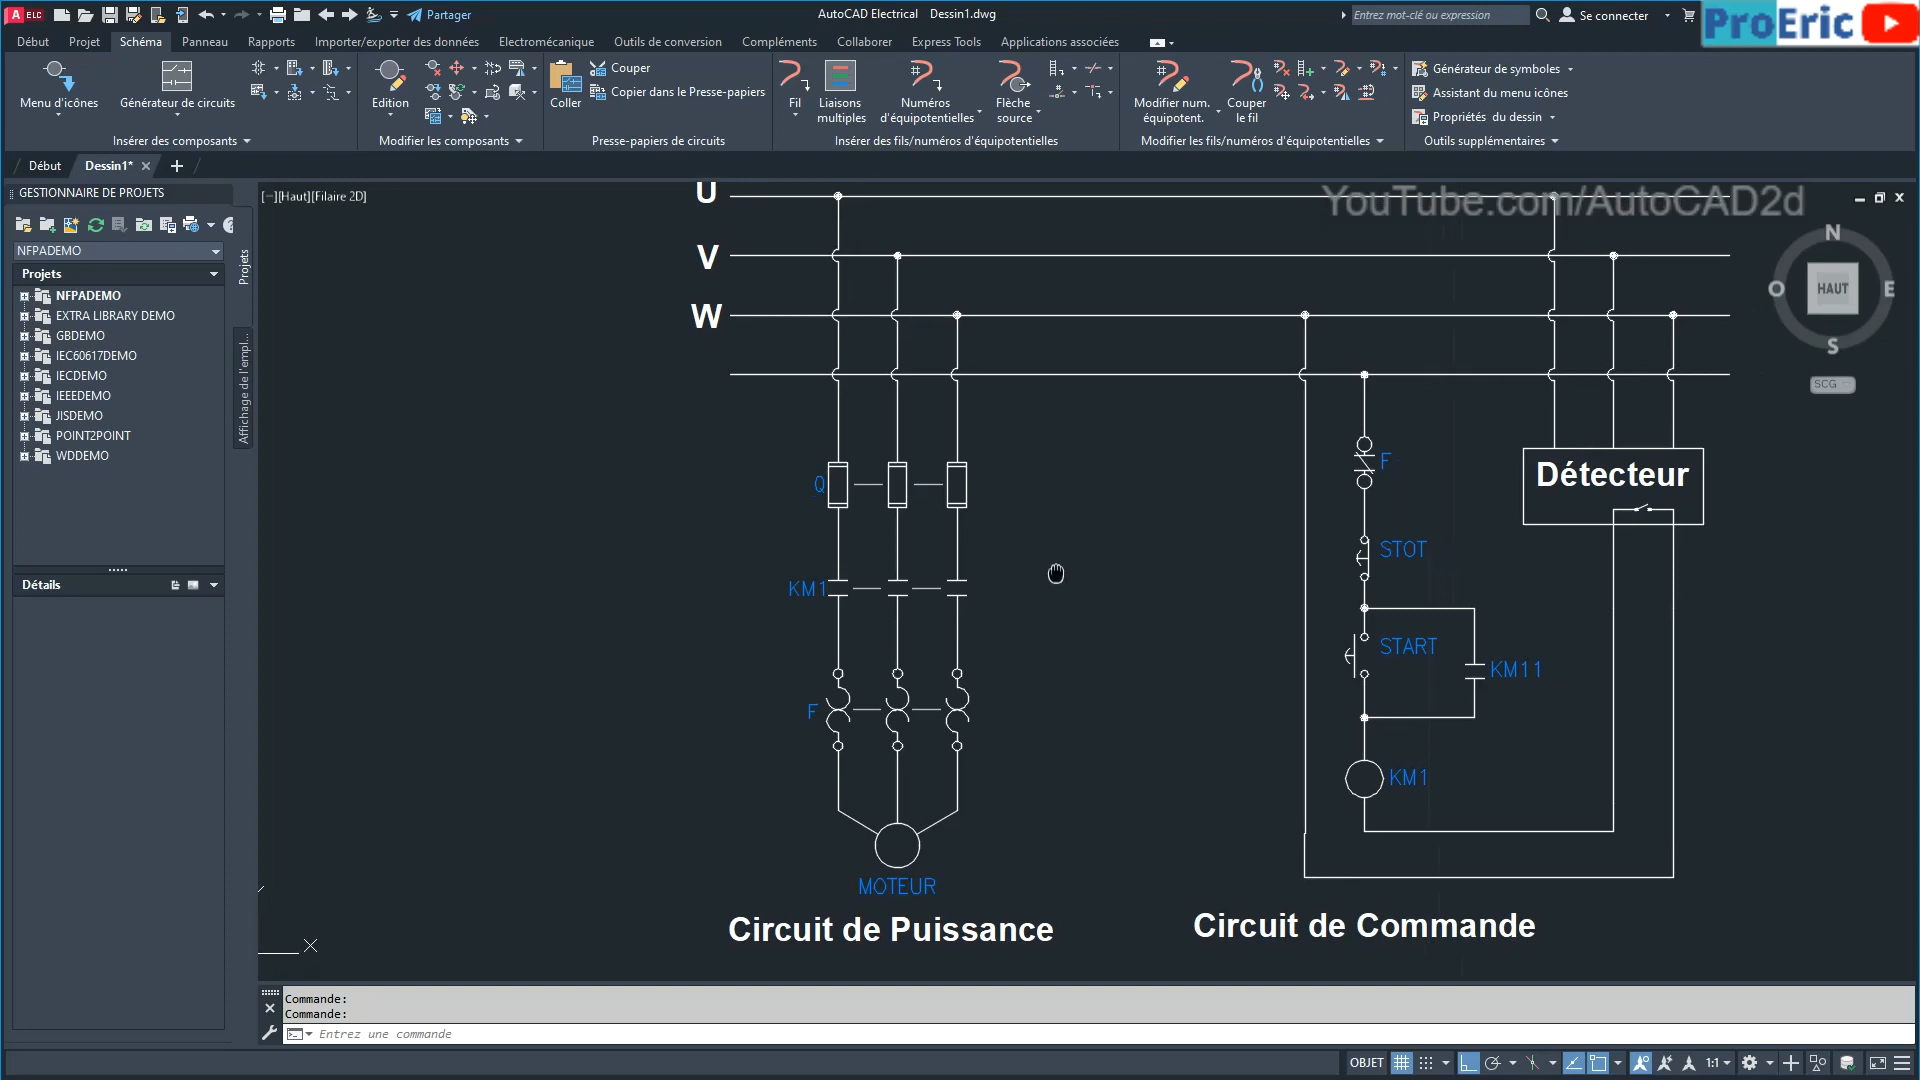 A ELC
Partager
AutoCAD Electrical Dessin1.dwg
Entrez mot-clé ou expression
Se connecter
ProEric
Début Projet Schéma Panneau Rapports Importer/exporter des données Electromécanique Outils de conversion Compléments Collaborer Express Tools Applications associées
Menu d'icônes
Générateur de circuits
Edition
Coller
Couper
Copier dans le Presse-papiers
Fil
Liaisons multiples
Numéros d'équipotentielles
Flèche source
Modifier num. équipotent.
Couper le fil
Générateur de symboles
Assistant du menu icônes
Propriétés du dessin
Insérer des composants
Modifier les composants
Presse-papiers de circuits
Insérer des fils/numéros d'équipotentielles
Modifier les fils/numéros d'équipotentielles
Outils supplémentaires
Début
Dessin1*
GESTIONNAIRE DE PROJETS
NFPADEMO
Projets
NFPADEMO
EXTRA LIBRARY DEMO
GBDEMO
IEC60617DEMO
IECDEMO
IEEEDEMO
JISDEMO
POINT2POINT
WDDEMO
Détails
Projets
Affichage de l'empl...
[−][Haut][Filaire 2D]
YouTube.com/AutoCAD2d
N
O
HAUT
E
S
SCG
U
V
W
Q
KM1
F
MOTEUR
Circuit de Puissance
F
STOT
START
KM11
KM1
Détecteur
Circuit de Commande
Commande:
Commande:
Entrez une commande
OBJET
1:1